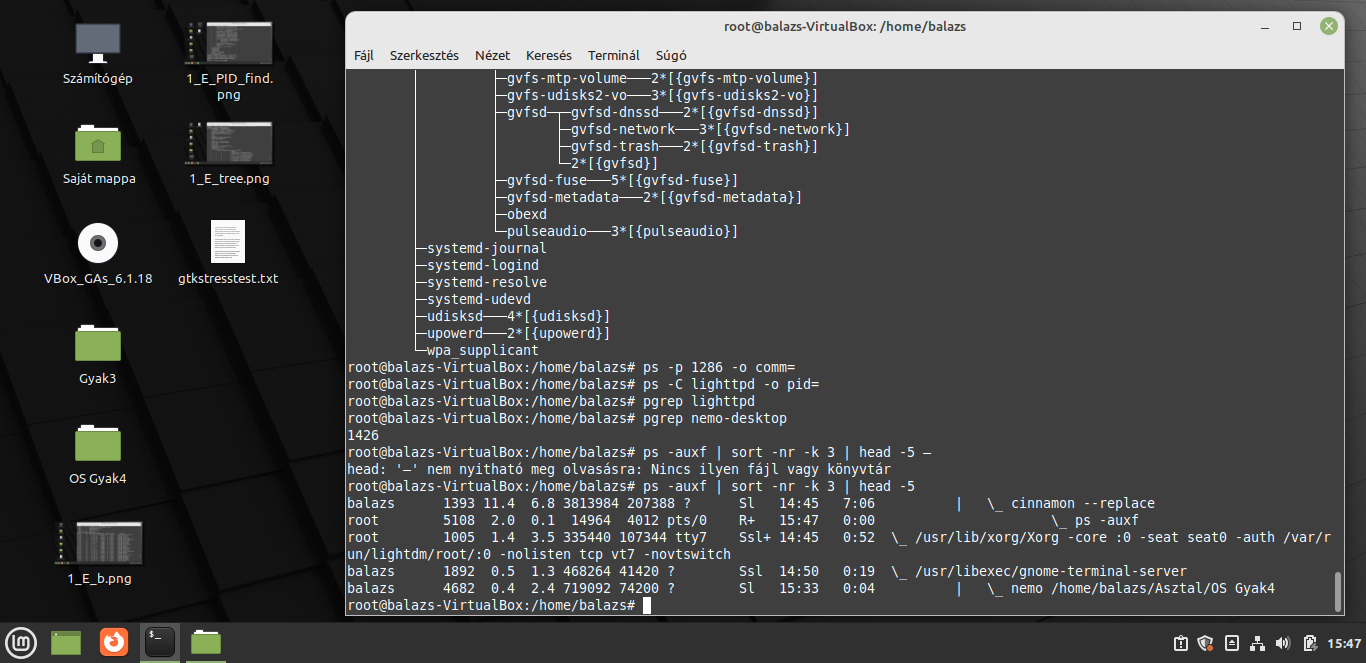 Számítógép
1_E_PID_find.
png
Saját mappa
1_E_tree.png
VBox_GAs_6.1.18
gtkstresstest.txt
Gyak3
OS Gyak4
1_E_b.png
root@balazs-VirtualBox: /home/balazs
Fájl Szerkesztés Nézet Keresés Terminál Súgó
├─gvfs-mtp-volume───2*[{gvfs-mtp-volume}]
├─gvfs-udisks2-vo───3*[{gvfs-udisks2-vo}]
├─gvfsd─┬─gvfsd-dnssd───2*[{gvfsd-dnssd}]
├─gvfsd-network───3*[{gvfsd-network}]
├─gvfsd-trash───2*[{gvfsd-trash}]
└─2*[{gvfsd}]
├─gvfsd-fuse───5*[{gvfsd-fuse}]
├─gvfsd-metadata───2*[{gvfsd-metadata}]
├─obexd
└─pulseaudio───3*[{pulseaudio}]
├─systemd-journal
├─systemd-logind
├─systemd-resolve
├─systemd-udevd
├─udisksd───4*[{udisksd}]
├─upowerd───2*[{upowerd}]
└─wpa_supplicant
root@balazs-VirtualBox:/home/balazs# ps -p 1286 -o comm=
root@balazs-VirtualBox:/home/balazs# ps -C lighttpd -o pid=
root@balazs-VirtualBox:/home/balazs# pgrep lighttpd
root@balazs-VirtualBox:/home/balazs# pgrep nemo-desktop
1426
root@balazs-VirtualBox:/home/balazs# ps -auxf | sort -nr -k 3 | head -5 –
head: '–' nem nyitható meg olvasásra: Nincs ilyen fájl vagy könyvtár
root@balazs-VirtualBox:/home/balazs# ps -auxf | sort -nr -k 3 | head -5
balazs 1393 11.4 6.8 3813984 207388 ? Sl 14:45 7:06 | \_ cinnamon --replace
root 5108 2.0 0.1 14964 4012 pts/0 R+ 15:47 0:00 \_ ps -auxf
root 1005 1.4 3.5 335440 107344 tty7 Ssl+ 14:45 0:52 \_ /usr/lib/xorg/Xorg -core :0 -seat seat0 -auth /var/r
un/lightdm/root/:0 -nolisten tcp vt7 -novtswitch
balazs 1892 0.5 1.3 468264 41420 ? Ssl 14:50 0:19 \_ /usr/libexec/gnome-terminal-server
balazs 4682 0.4 2.4 719092 74200 ? Sl 15:33 0:04 | \_ nemo /home/balazs/Asztal/OS Gyak4
root@balazs-VirtualBox:/home/balazs#
15:47